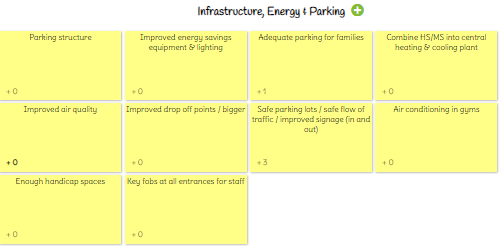 Infrastructure, Energy & Parking
Parking structure
+ 0
Improved energy savings
equipment & lighting
+ 0
Adequate parking for families
+ 1
Combine HS/MS into central
heating & cooling plant
+ 0
Improved air quality
+ 0
Improved drop off points / bigger
+ 0
Safe parking lots / safe flow of
traffic / improved signage (in and
out)
+ 3
Air conditioning in gyms
+ 0
Enough handicap spaces
+ 0
Key fobs at all entrances for staff
+ 0